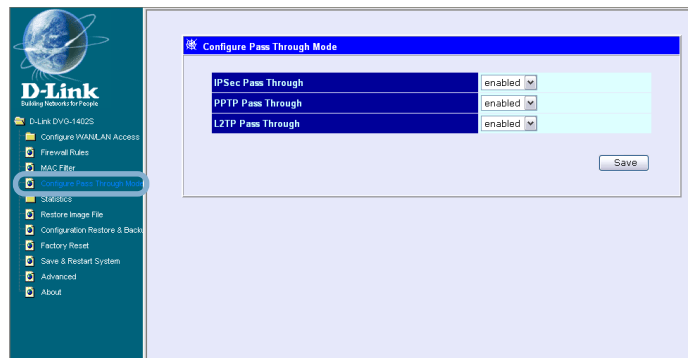 D-Link
Building Networks for People
D-Link DVG-1402S
Configure WAN/LAN Access
Firewall Rules
MAC Filter
Configure Pass Through Mode
Statistics
Restore Image File
Configuration Restore & Backu
Factory Reset
Save & Restart System
Advanced
About
Configure Pass Through Mode
IPSec Pass Through enabled
PPTP Pass Through enabled
L2TP Pass Through enabled
Save